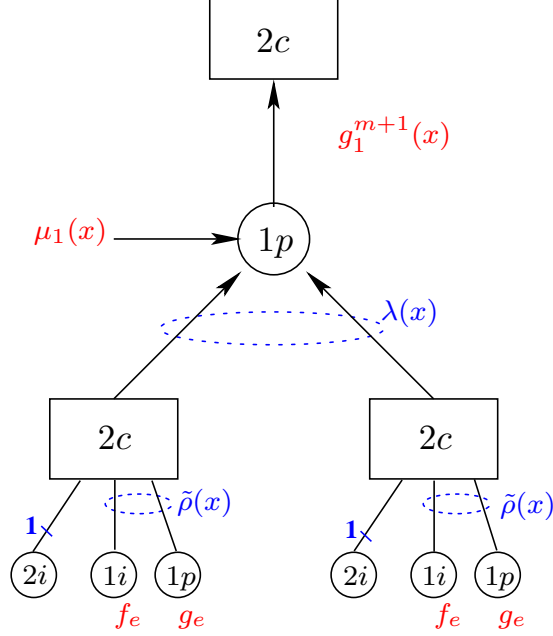 2c
g_1^{m+1}(x)
μ_1(x)
1p
λ(x)
2c 2c
1 ρ̃(x) 1 ρ̃(x)
2i 1i 1p 2i 1i 1p
f_e g_e f_e g_e